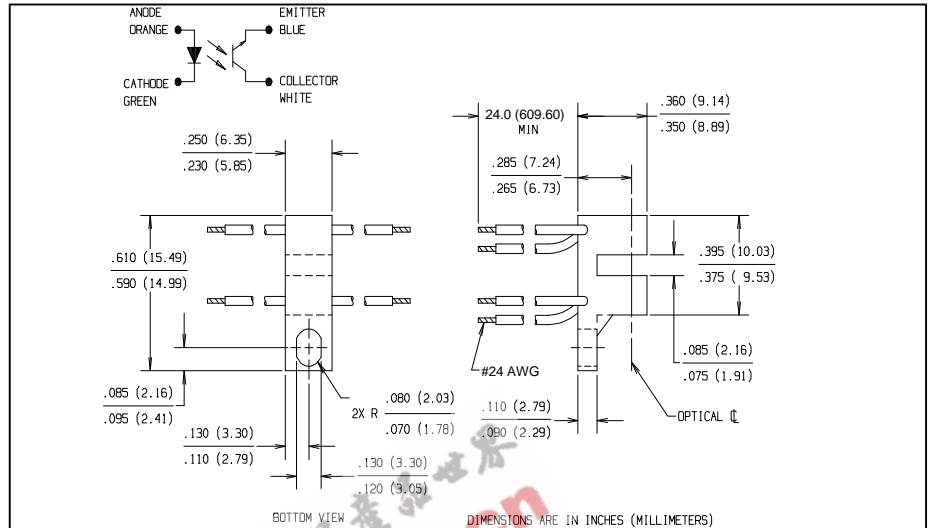 ANODE
ORANGE
CATHODE
GREEN
EMITTER
BLUE
COLLECTOR
WHITE
.250 (6.35)
.230 (5.85)
24.0 (609.60)
MIN
.360 (9.14)
.350 (8.89)
.285 (7.24)
.265 (6.73)
.610 (15.49)
.590 (14.99)
.395 (10.03)
.375 ( 9.53)
.085 (2.16)
.095 (2.41)
.130 (3.30)
.110 (2.79)
2X R
.080 (2.03)
.070 (1.78)
.130 (3.30)
.120 (3.05)
#24 AWG
.110 (2.79)
.090 (2.29)
.085 (2.16)
.075 (1.91)
OPTICAL ℄
BOTTOM VIEW
DIMENSIONS ARE IN INCHES (MILLIMETERS)